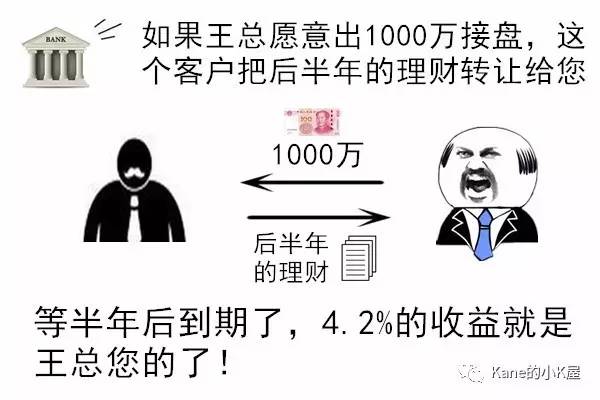 BANK
如果王总愿意出1000万接盘，这
个客户把后半年的理财转让给您
100
1000万
后半年
的理财
等半年后到期了，4.2%的收益就是
王总您的了！
Kane的小K屋